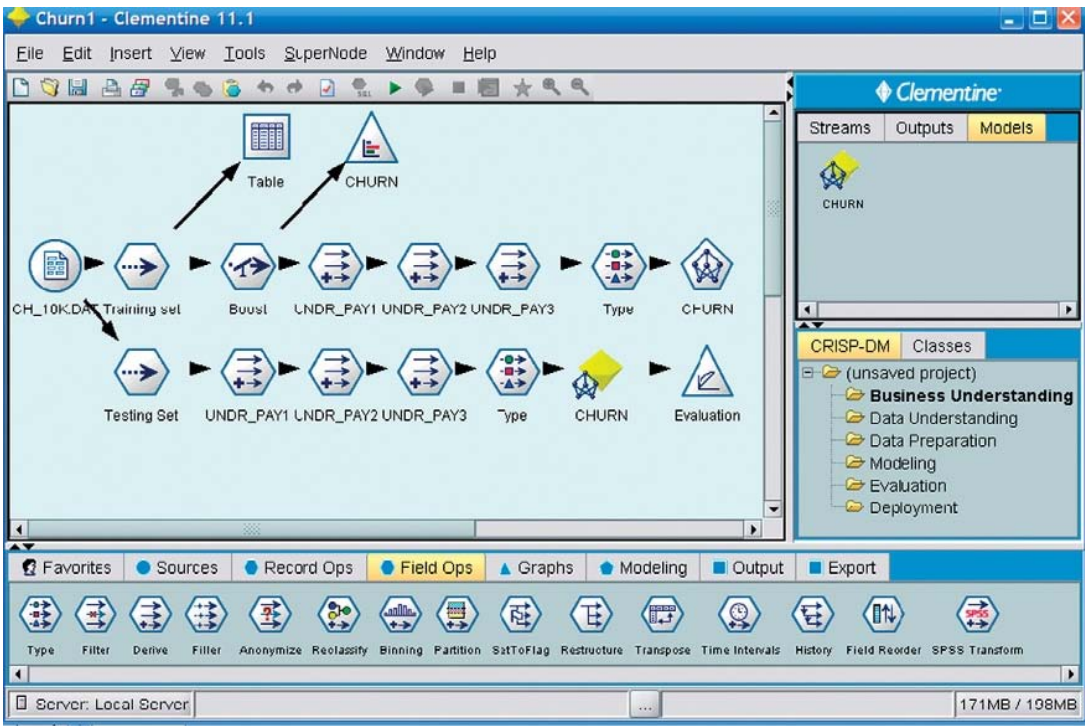 Churn1 - Clementine 11.1
File Edit Insert View Tools SuperNode Window Help
Clementine
Streams Outputs Models
CHURN
Table CHURN
CH_10K.DAT Training set Boost UNDR_PAY1 UNDR_PAY2 UNDR_PAY3 Type CHURN
Testing Set UNDR_PAY1 UNDR_PAY2 UNDR_PAY3 Type CHURN Evaluation
CRISP-DM Classes
(unsaved project)
Business Understanding
Data Understanding
Data Preparation
Modeling
Evaluation
Deployment
Favorites Sources Record Ops Field Ops Graphs Modeling Output Export
SPSS
Type Filter Derive Filler Anonymize Reclassify Binning Partition SetToFlag Restructure Transpose Time Intervals History Field Reorder SPSS Transform
Server: Local Server ... 171MB / 198MB